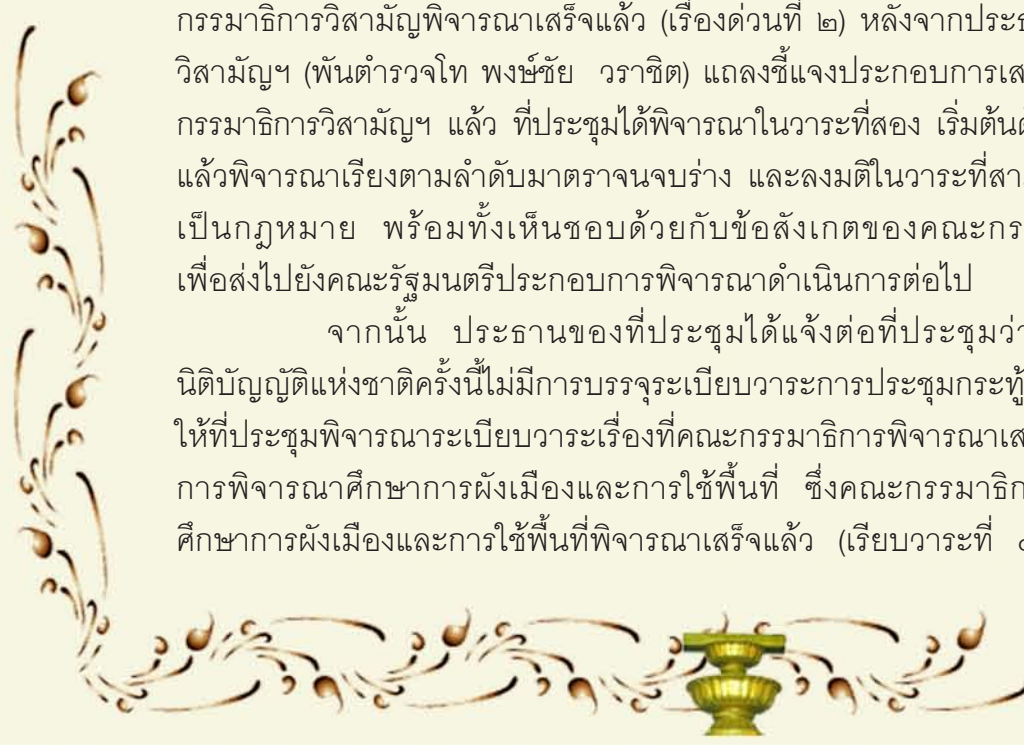 กรรมาธิการวิสามัญพิจารณาเสร็จแล้ว (เรื่องด่วนที่ ๒) หลังจากประธ
วิสามัญฯ (พันตำรวจโท พงษ์ชัย วราชิต) แถลงชี้แจงประกอบการเส
กรรมาธิการวิสามัญฯ แล้ว ที่ประชุมได้พิจารณาในวาระที่สอง เริ่มต้น
แล้วพิจารณาเรียงตามลำดับมาตราจนจบร่าง และลงมติในวาระที่สา
เป็นกฎหมาย พร้อมทั้งเห็นชอบด้วยกับข้อสังเกตของคณะกร
เพื่อส่งไปยังคณะรัฐมนตรีประกอบการพิจารณาดำเนินการต่อไป
จากนั้น ประธานของที่ประชุมได้แจ้งต่อที่ประชุมว่า
นิติบัญญัติแห่งชาติครั้งนี้ไม่มีการบรรจุระเบียบวาระการประชุมกระทู้
ให้ที่ประชุมพิจารณาระเบียบวาระเรื่องที่คณะกรรมาธิการพิจารณาเส
การพิจารณาศึกษาการผังเมืองและการใช้พื้นที่ ซึ่งคณะกรรมาธิก
ศึกษาการผังเมืองและการใช้พื้นที่พิจารณาเสร็จแล้ว (เรียบวาระที่